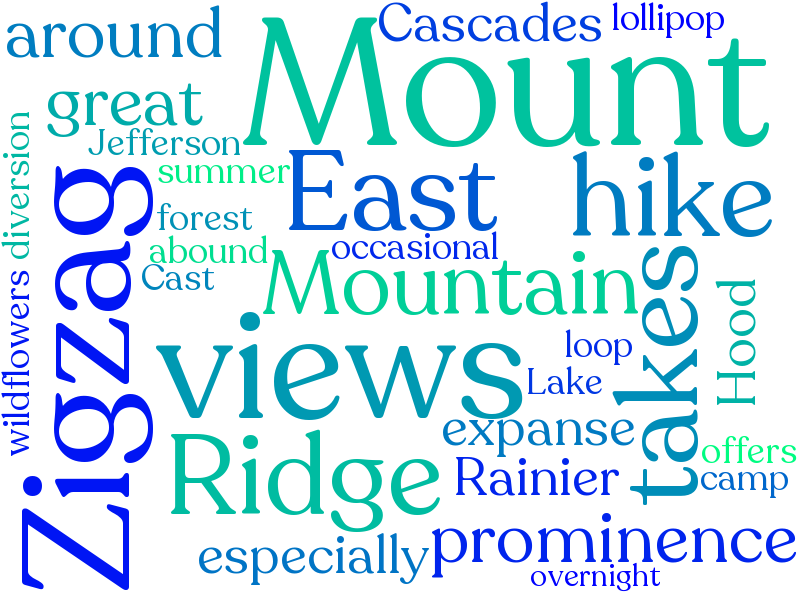 around
Mount
Cascades
lollipop
great
Jefferson
summer
East
hike
diversion
Zigzag
forest
abound
occasional
Cast
Mountain
takes
Hood
wildflowers
views
loop
Lake
expanse
Ridge
Rainier
offers
camp
especially
prominence
overnight